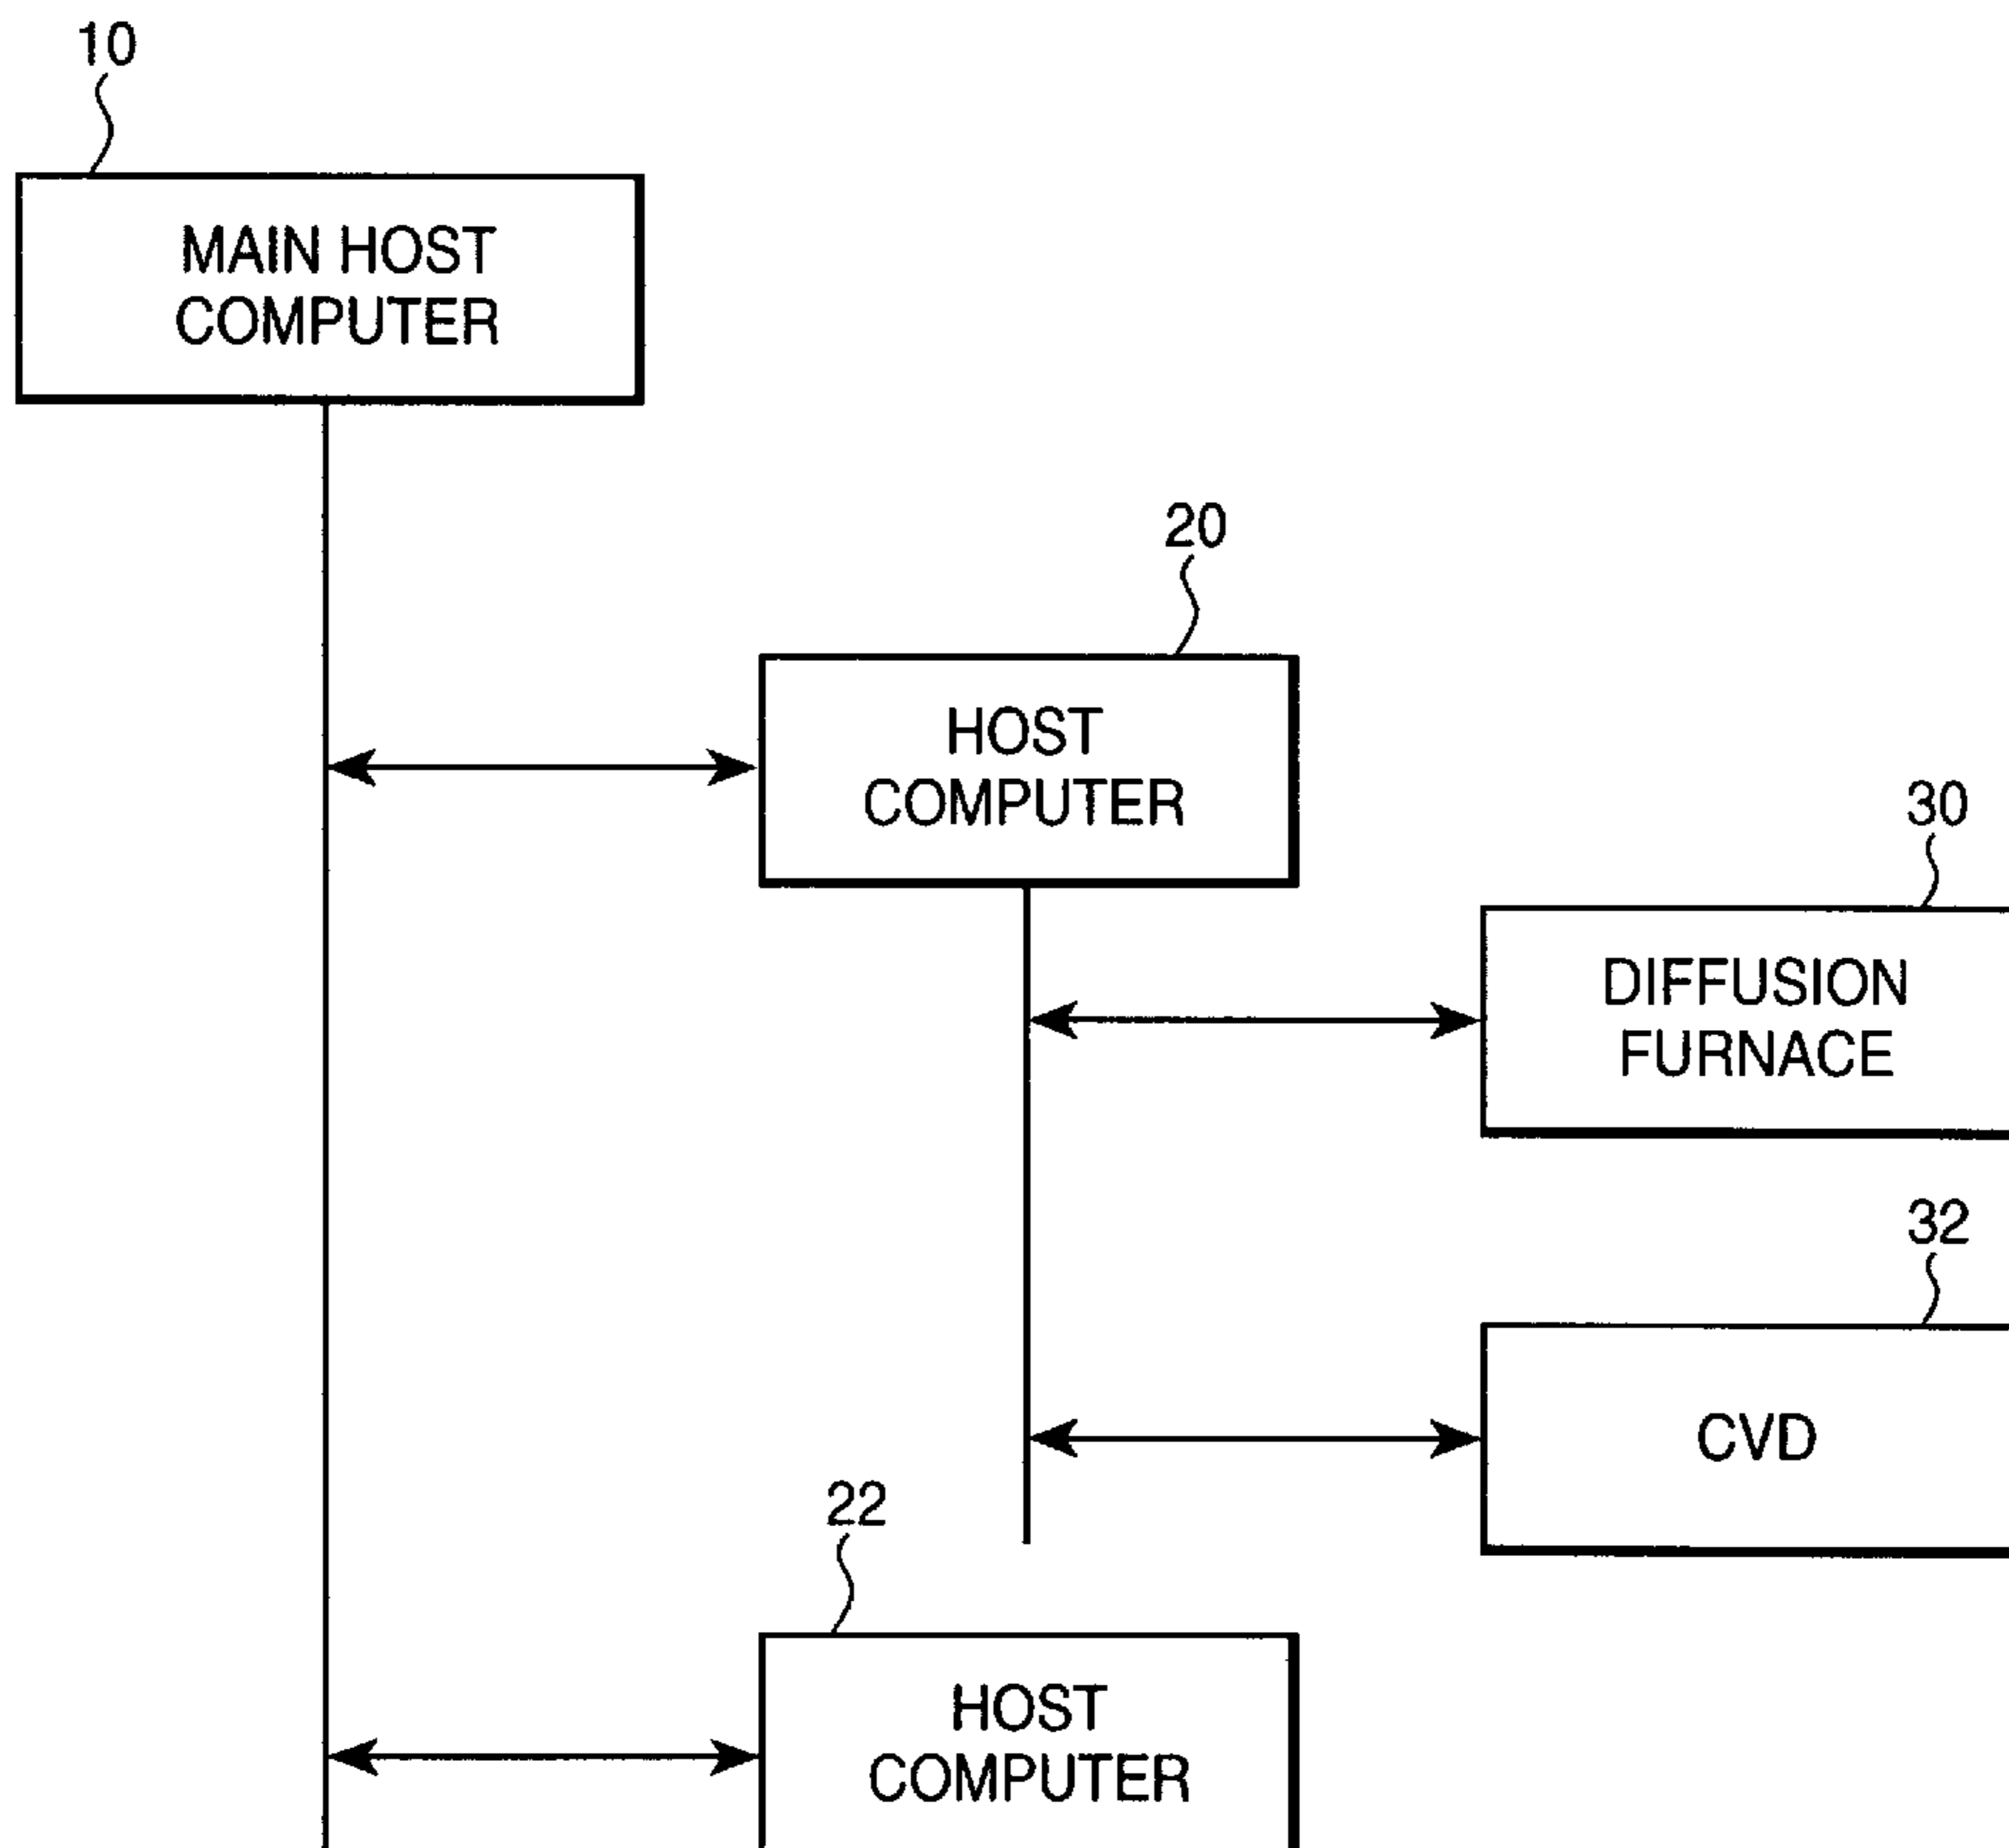 10
MAIN HOST
COMPUTER
20
HOST
COMPUTER
30
DIFFUSION
FURNACE
32
CVD
22
HOST
COMPUTER